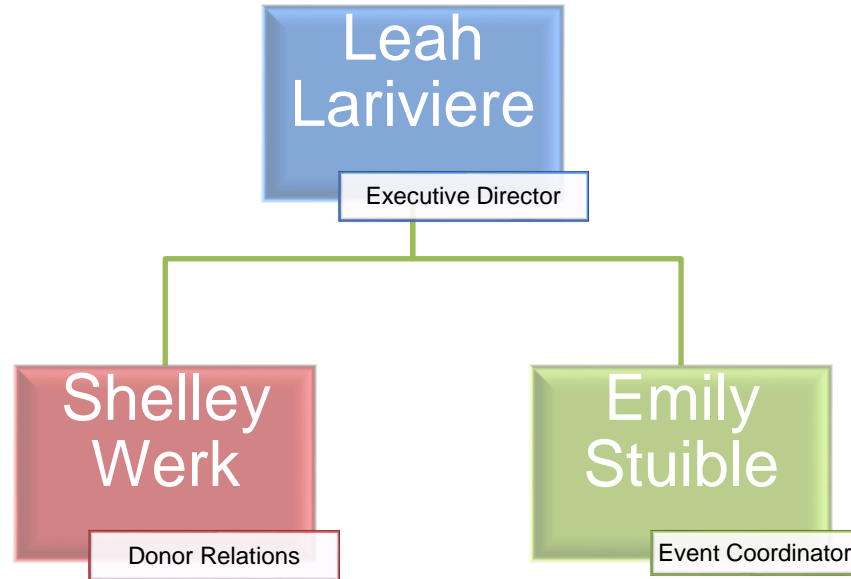 Leah
Lariviere
Executive Director
Shelley
Werk
Donor Relations
Emily
Stuible
Event Coordinator